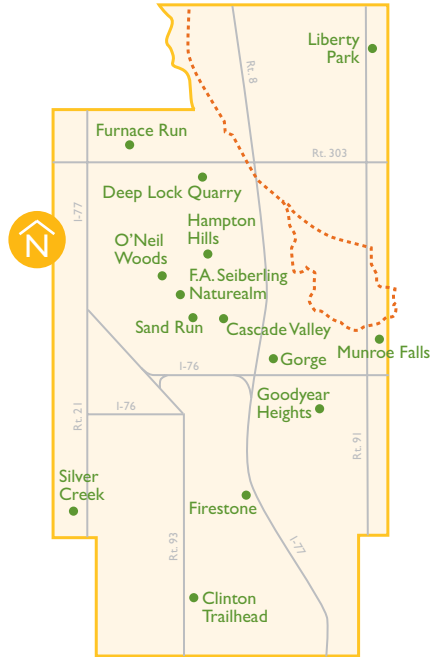 Liberty
Park
Rt. 8
Furnace Run
Rt. 303
Deep Lock Quarry
I-77
N
Hampton
Hills
O'Neil
Woods
F.A. Seiberling
Naturealm
Sand Run
Cascade Valley
Munroe Falls
Gorge
I-76
Goodyear
Heights
I-76
Rt. 21
Rt. 91
Silver
Creek
Firestone
Rt. 93
I-77
Clinton
Trailhead